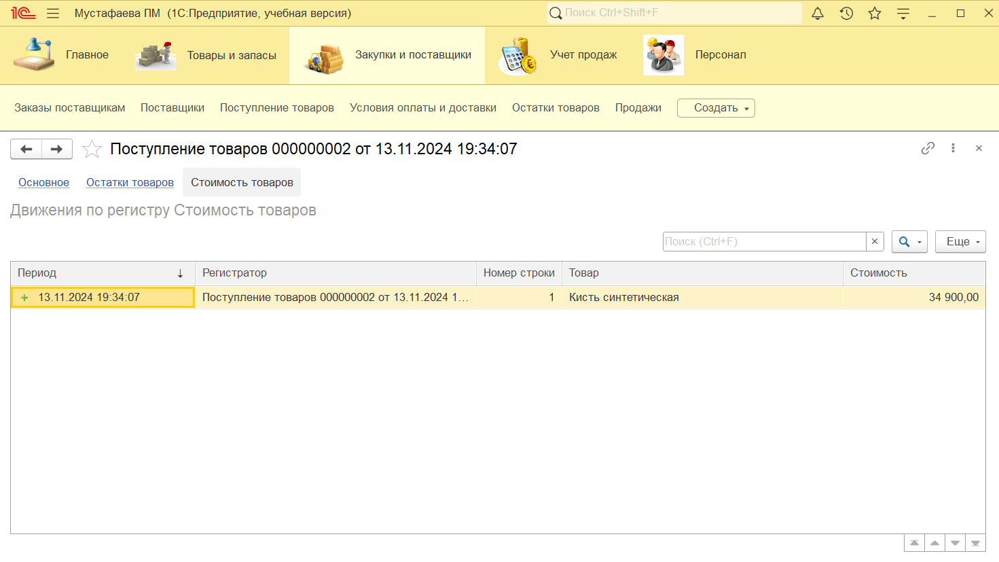 1С Мустафаева ПМ (1С:Предприятие, учебная версия) Поиск Ctrl+Shift+F
Главное Товары и запасы Закупки и поставщики Учет продаж Персонал
Заказы поставщикам Поставщики Поступление товаров Условия оплаты и доставки Остатки товаров Продажи Создать
Поступление товаров 000000002 от 13.11.2024 19:34:07
Основное Остатки товаров Стоимость товаров
Движения по регистру Стоимость товаров
Поиск (Ctrl+F) Еще
Период Регистратор Номер строки Товар Стоимость
13.11.2024 19:34:07 Поступление товаров 000000002 от 13.11.2024 1... 1 Кисть синтетическая 34 900,00